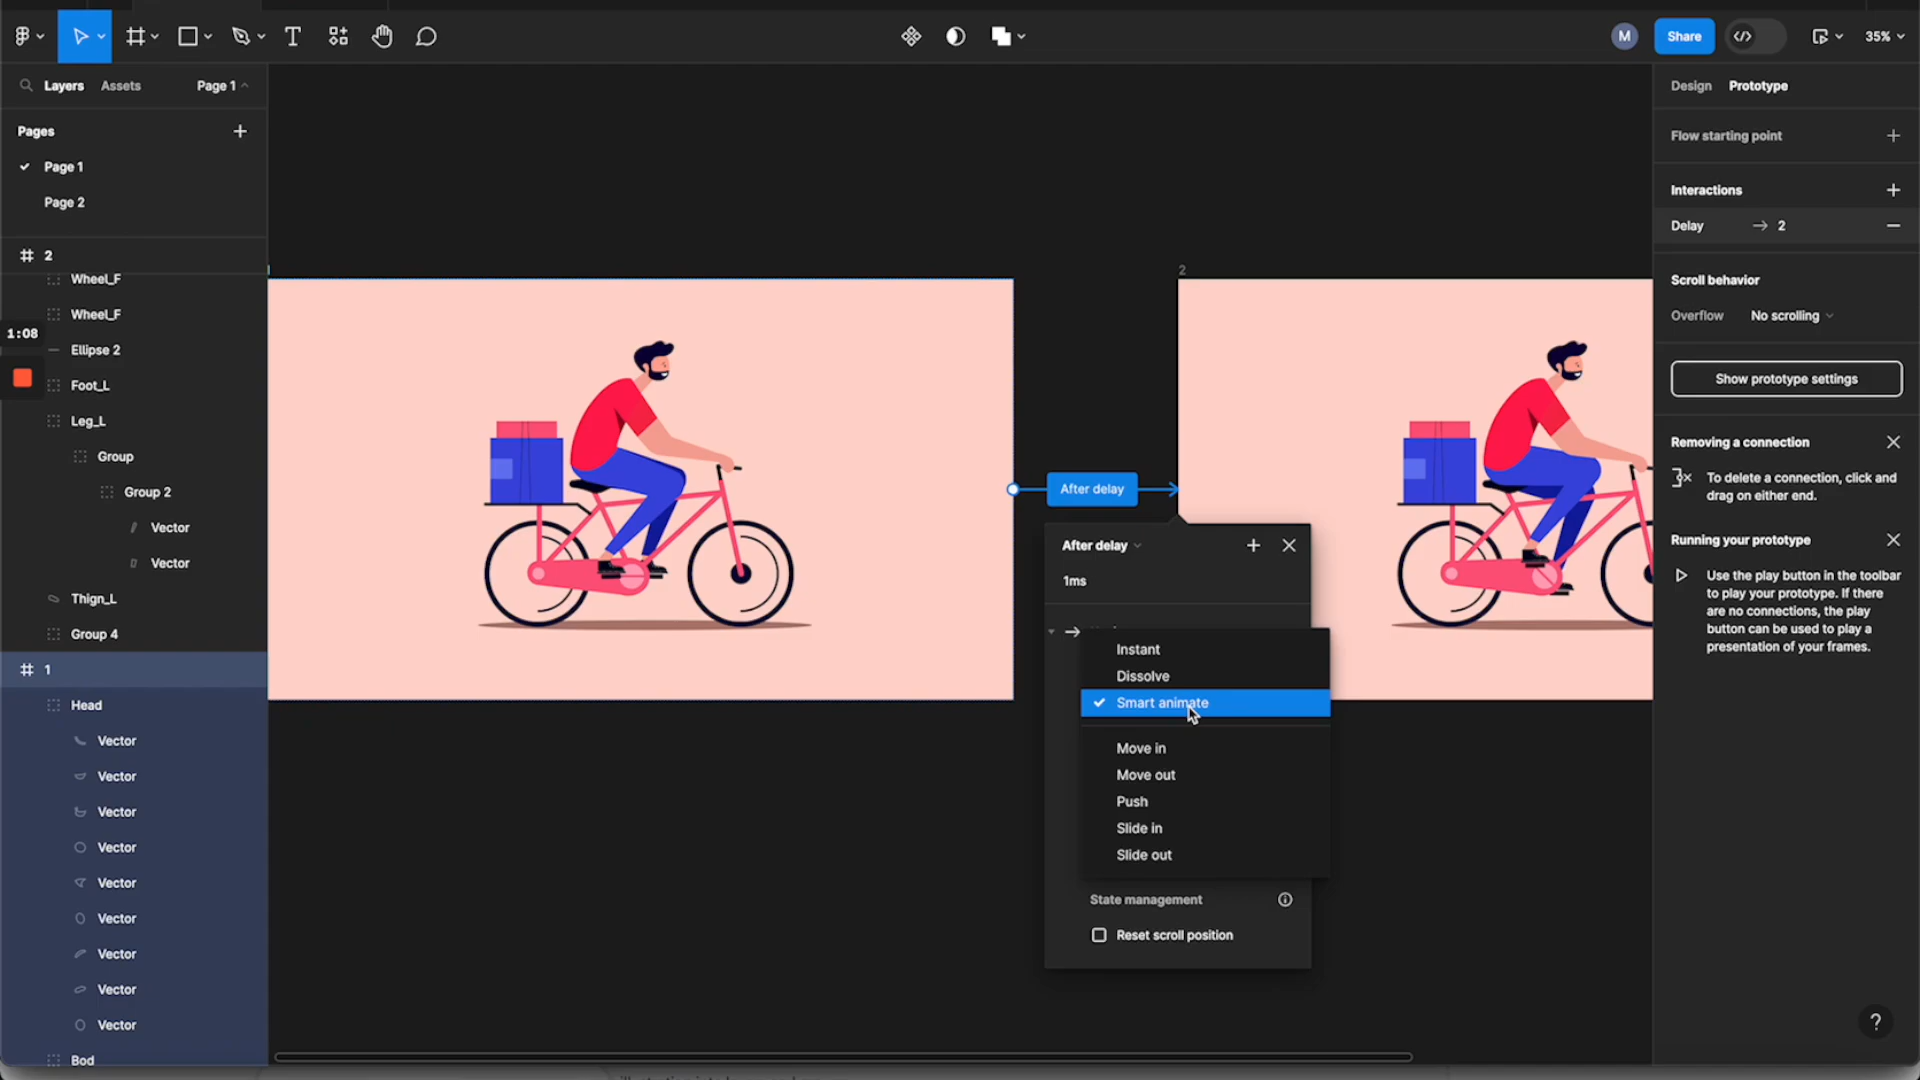 M
Share
35%
Layers
Assets
Page 1
Pages
Page 1
Page 2
2
Wheel_F
Wheel_F
1:08
Ellipse 2
Foot_L
Leg_L
Group
Group 2
Vector
Vector
Thign_L
Group 4
1
Head
Vector
Vector
Vector
Vector
Vector
Vector
Vector
Vector
Vector
Bod
2
After delay
After delay
1ms
Instant
Dissolve
Smart animate
Move in
Move out
Push
Slide in
Slide out
State management
Reset scroll position
Design
Prototype
Flow starting point
Interactions
Delay
2
Scroll behavior
Overflow
No scrolling
Show prototype settings
Removing a connection
To delete a connection, click and
drag on either end.
Running your prototype
Use the play button in the toolbar
to play your prototype. If there
are no connections, the play
button can be used to play a
presentation of your frames.
?